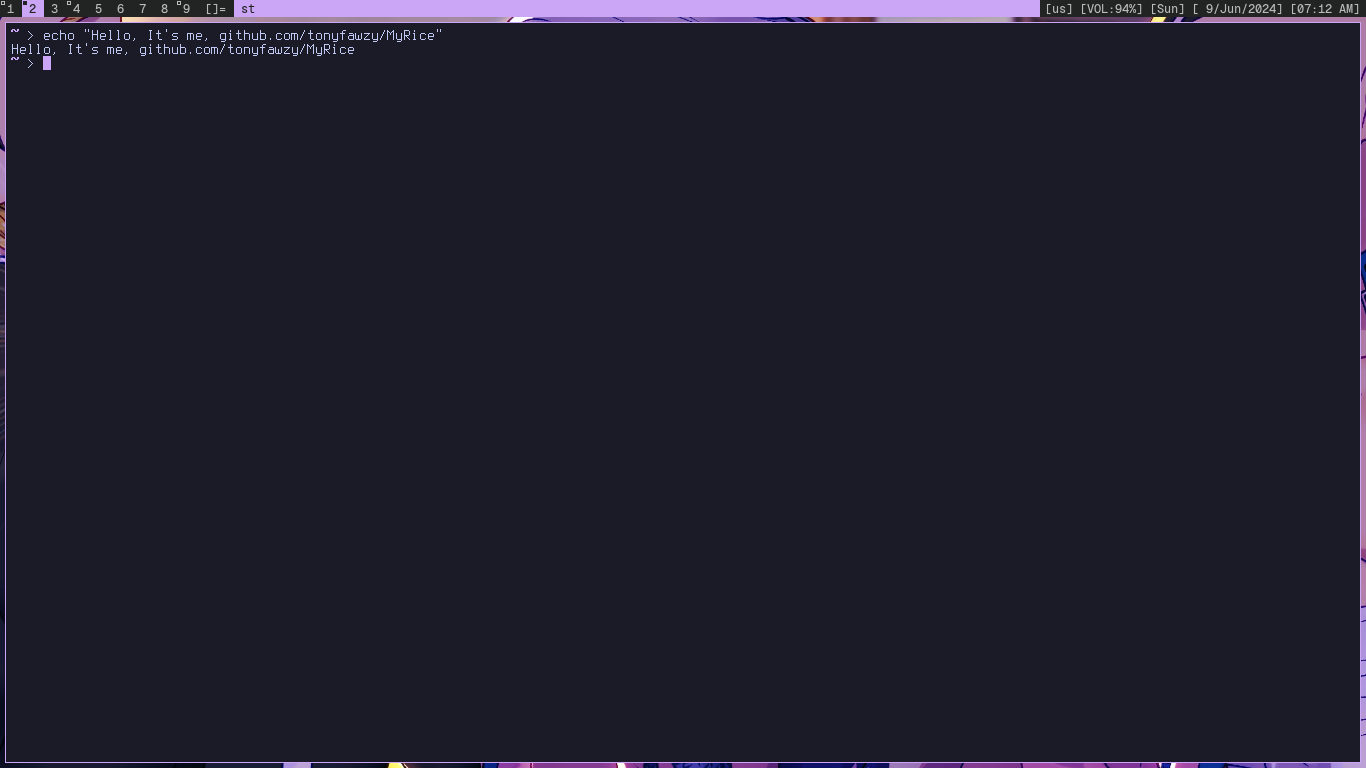 1 2 3 4 5 6 7 8 9 []= st [us] [VOL:94%] [Sun] [ 9/Jun/2024] [07:12 AM]
~ > echo "Hello, It's me, github.com/tonyfawzy/MyRice"
Hello, It's me, github.com/tonyfawzy/MyRice
~ >